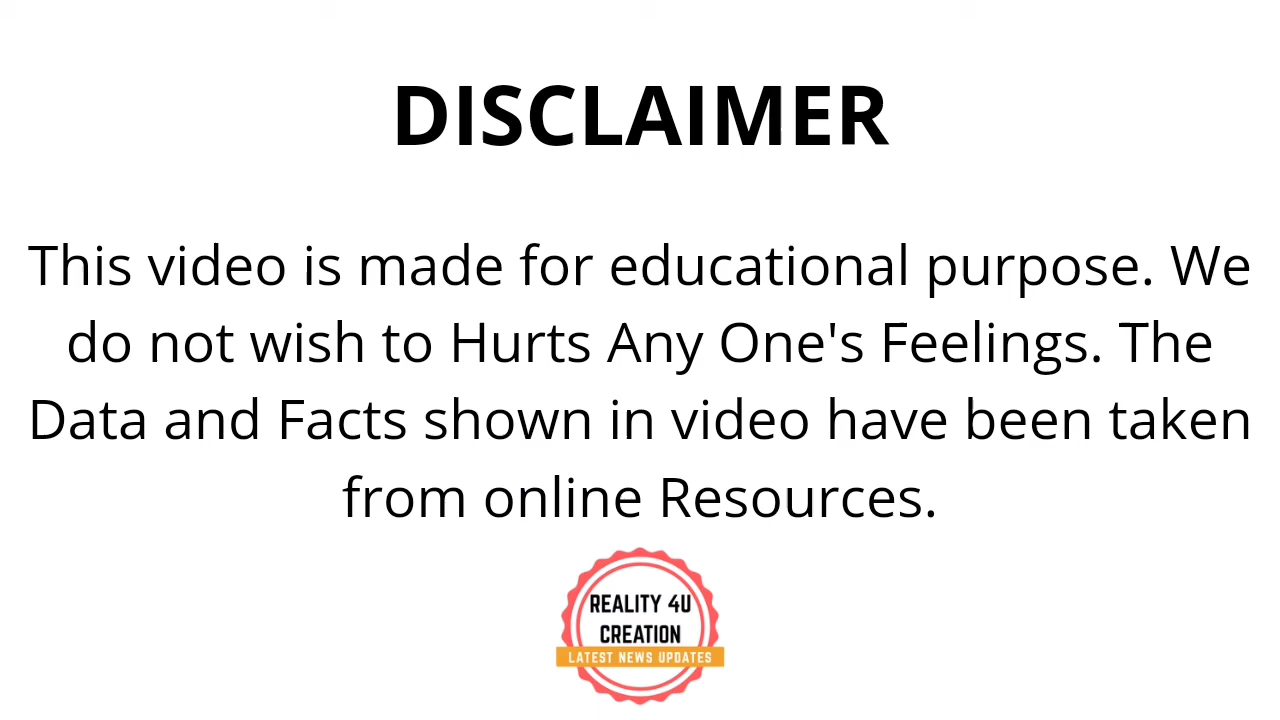 DISCLAIMER
This video is made for educational purpose. We
do not wish to Hurts Any One's Feelings. The
Data and Facts shown in video have been taken
from online Resources.
REALITY 4U
CREATION
LATEST NEWS UPDATES